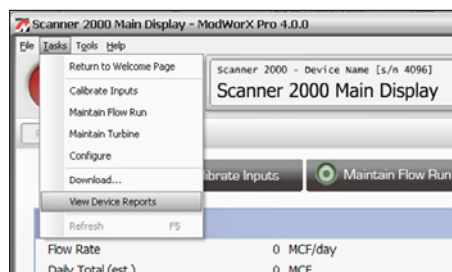 Scanner 2000 Main Display - ModWorX Pro 4.0.0
File Tasks Tools Help
Return to Welcome Page
Calibrate Inputs
Maintain Flow Run
Maintain Turbine
Configure
Download...
View Device Reports
Refresh F5
Scanner 2000 - Device Name [s/n 4096]
Scanner 2000 Main Display
librate Inputs Maintain Flow Run
Flow Rate 0 MCF/day
Daily Total (est.) 0 MCF